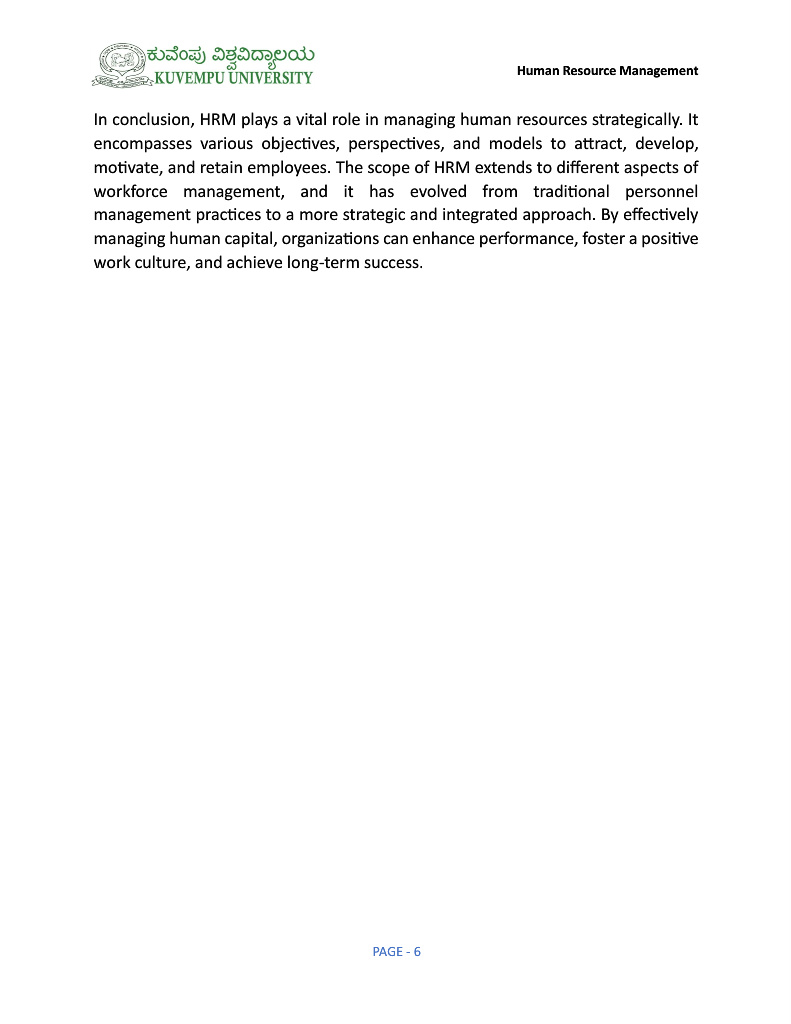 ಕುವೆಂಪು ವಿಶ್ವವಿದ್ಯಾಲಯ
KUVEMPU UNIVERSITY
Human Resource Management
In conclusion, HRM plays a vital role in managing human resources strategically. It
encompasses various objectives, perspectives, and models to attract, develop,
motivate, and retain employees. The scope of HRM extends to different aspects of
workforce management, and it has evolved from traditional personnel
management practices to a more strategic and integrated approach. By effectively
managing human capital, organizations can enhance performance, foster a positive
work culture, and achieve long-term success.
PAGE - 6